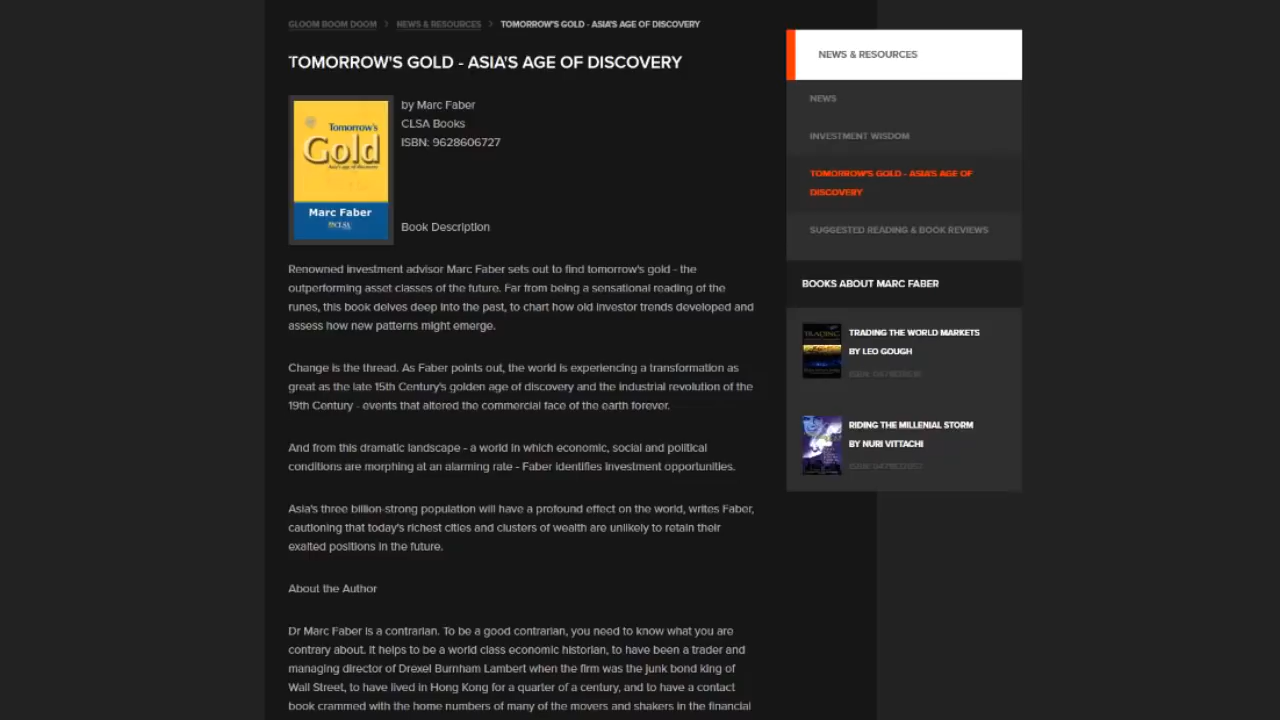 GLOOM BOOM DOOM > NEWS & RESOURCES > TOMORROW'S GOLD - ASIA'S AGE OF DISCOVERY
TOMORROW'S GOLD - ASIA'S AGE OF DISCOVERY
Tomorrow's
Gold
Asia's age of discovery
Marc Faber
CLSA
by Marc Faber
CLSA Books
ISBN: 9628606727
Book Description
Renowned investment advisor Marc Faber sets out to find tomorrow's gold - the
outperforming asset classes of the future. Far from being a sensational reading of the
runes, this book delves deep into the past, to chart how old investor trends developed and
assess how new patterns might emerge.
Change is the thread. As Faber points out, the world is experiencing a transformation as
great as the late 15th Century's golden age of discovery and the industrial revolution of the
19th Century - events that altered the commercial face of the earth forever.
And from this dramatic landscape - a world in which economic, social and political
conditions are morphing at an alarming rate - Faber identifies investment opportunities.
Asia's three billion-strong population will have a profound effect on the world, writes Faber,
cautioning that today's richest cities and clusters of wealth are unlikely to retain their
exalted positions in the future.
About the Author
Dr Marc Faber is a contrarian. To be a good contrarian, you need to know what you are
contrary about. It helps to be a world class economic historian, to have been a trader and
managing director of Drexel Burnham Lambert when the firm was the junk bond king of
Wall Street, to have lived in Hong Kong for a quarter of a century, and to have a contact
book crammed with the home numbers of many of the movers and shakers in the financial
NEWS & RESOURCES
NEWS
INVESTMENT WISDOM
TOMORROW'S GOLD - ASIA'S AGE OF
DISCOVERY
SUGGESTED READING & BOOK REVIEWS
BOOKS ABOUT MARC FABER
TRADING
TRADING THE WORLD MARKETS
BY LEO GOUGH
RIDING THE MILLENIAL STORM
BY NURI VITTACHI